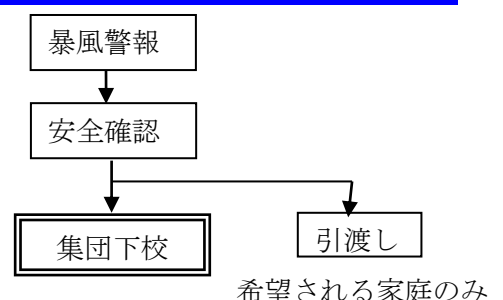 暴風警報
安全確認
集団下校
引渡し
希望される家庭のみ